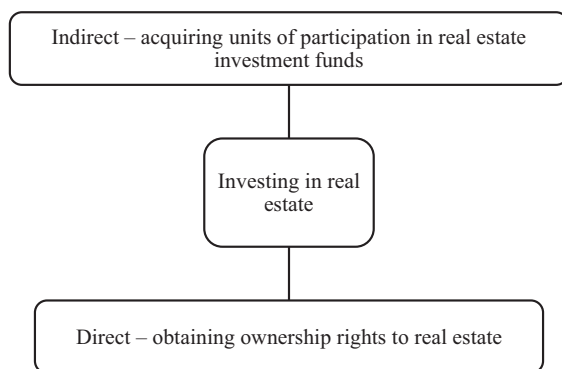 Indirect – acquiring units of participation in real estate
investment funds
Investing in real
estate
Direct – obtaining ownership rights to real estate